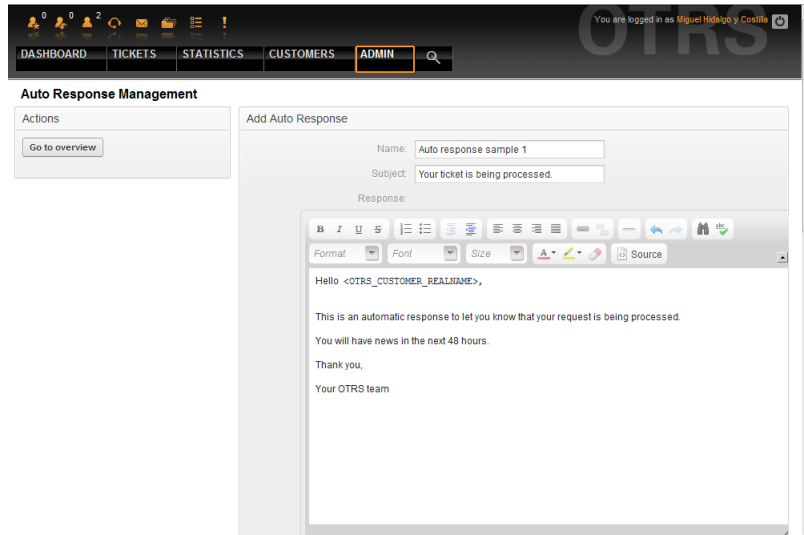 OTRS
0 0 2 !
You are logged in as Miguel Hidalgo y Costilla
DASHBOARD TICKETS STATISTICS CUSTOMERS ADMIN
Auto Response Management
Actions
Go to overview
Add Auto Response
Name: Auto response sample 1
Subject: Your ticket is being processed.
Response:
B I U S abc
Format Font Size A Source
Hello <OTRS_CUSTOMER_REALNAME>,
This is an automatic response to let you know that your request is being processed.
You will have news in the next 48 hours.
Thank you,
Your OTRS team